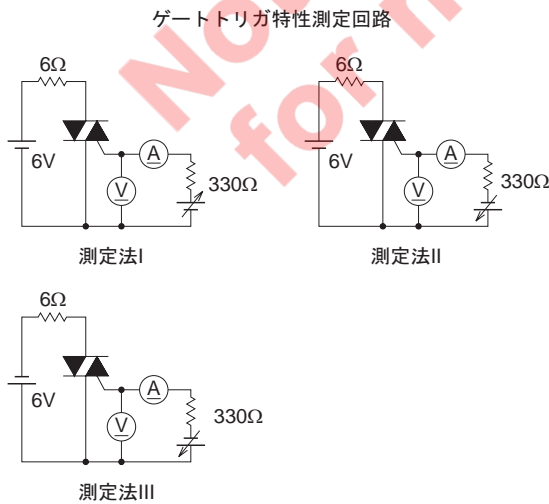 ゲートトリガ特性測定回路
6Ω 6Ω
A A
6V V 330Ω 6V V 330Ω
測定法I 測定法II
6Ω
A
6V V 330Ω
測定法III